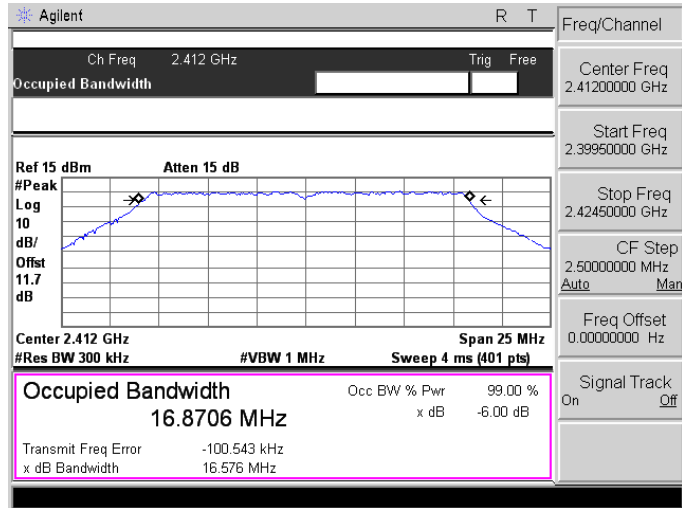 Agilent R T
Freq/Channel
Ch Freq 2.412 GHz Trig Free
Occupied Bandwidth
Center Freq
2.41200000 GHz
Start Freq
2.39950000 GHz
Stop Freq
2.42450000 GHz
CF Step
2.50000000 MHz
Auto Man
Freq Offset
0.00000000 Hz
Signal Track
On Off
Ref 15 dBm Atten 15 dB
#Peak
Log
10
dB/
Offst
11.7
dB
Center 2.412 GHz Span 25 MHz
#Res BW 300 kHz #VBW 1 MHz Sweep 4 ms (401 pts)
Occupied Bandwidth
16.8706 MHz
Occ BW % Pwr 99.00 %
x dB -6.00 dB
Transmit Freq Error -100.543 kHz
x dB Bandwidth 16.576 MHz